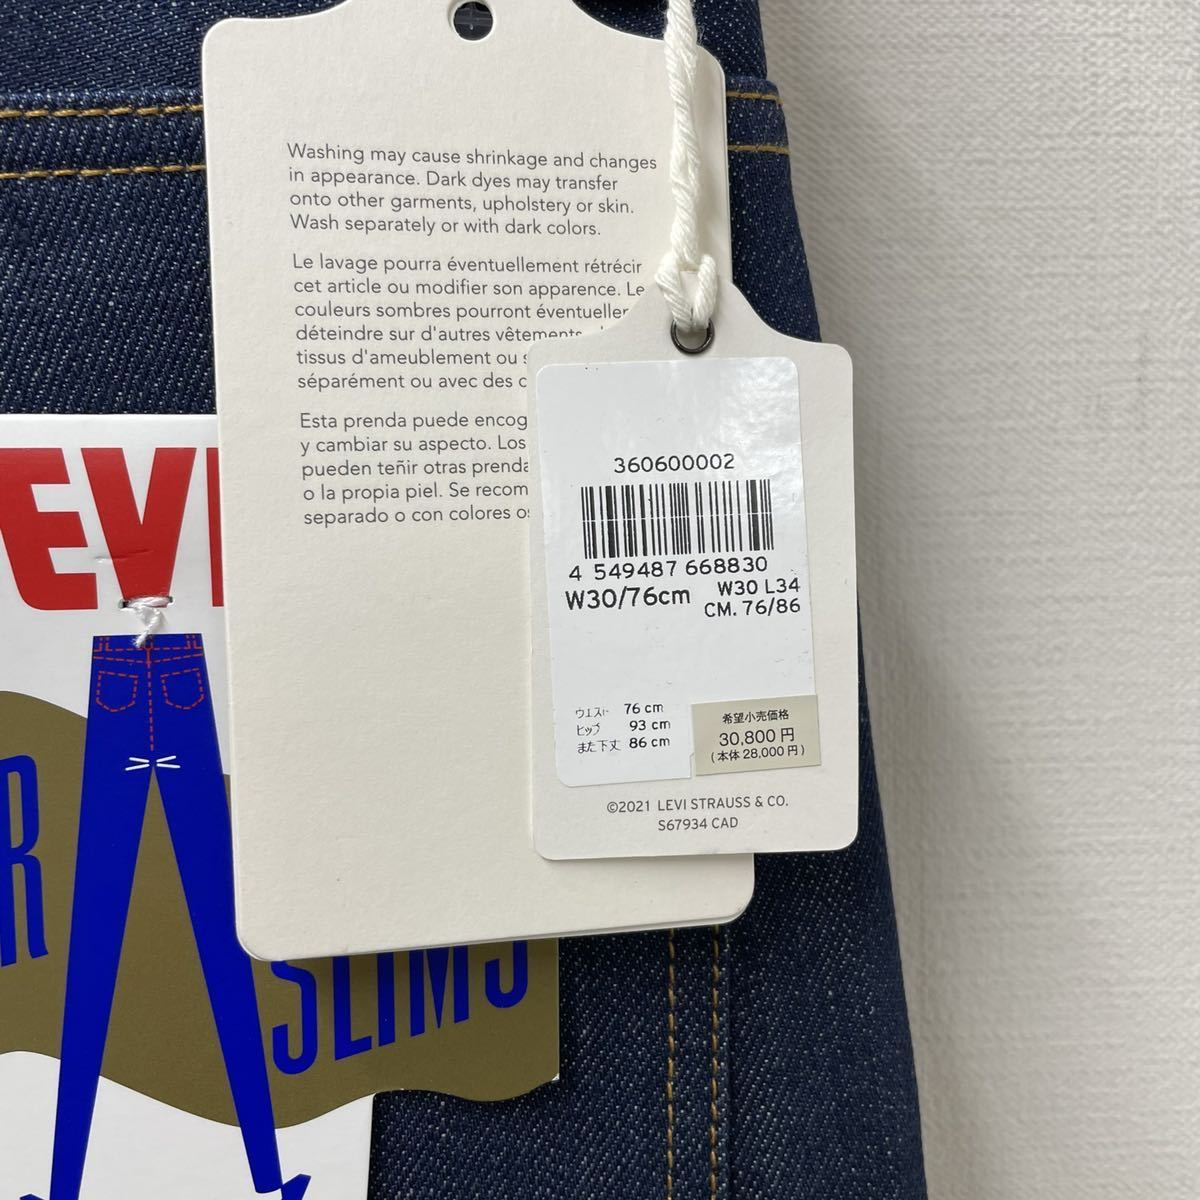 Washing may cause shrinkage and changes
in appearance. Dark dyes may transfer
onto other garments, upholstery or skin.
Wash separately or with dark colors.
Le lavage pourra éventuellement rétrécir
cet article ou modifier son apparence. Le
couleurs sombres pourront éventueller
déteindre sur d'autres vêtements
tissus d'ameublement ou s
séparément ou avec des c
Esta prenda puede encog
y cambiar su aspecto. Los
pueden teñir otras prenda
o la propia piel. Se recom
separado o con colores os
360600002
4 549487 668830
W30/76cm
W30 L34
CM. 76/86
ウエスト 76 cm
ヒップ 93 cm
また下丈 86 cm
希望小売価格
30,800円
(本体28,000円)
©2021 LEVI STRAUSS & CO.
S67934 CAD
EVI
R
SLIMS